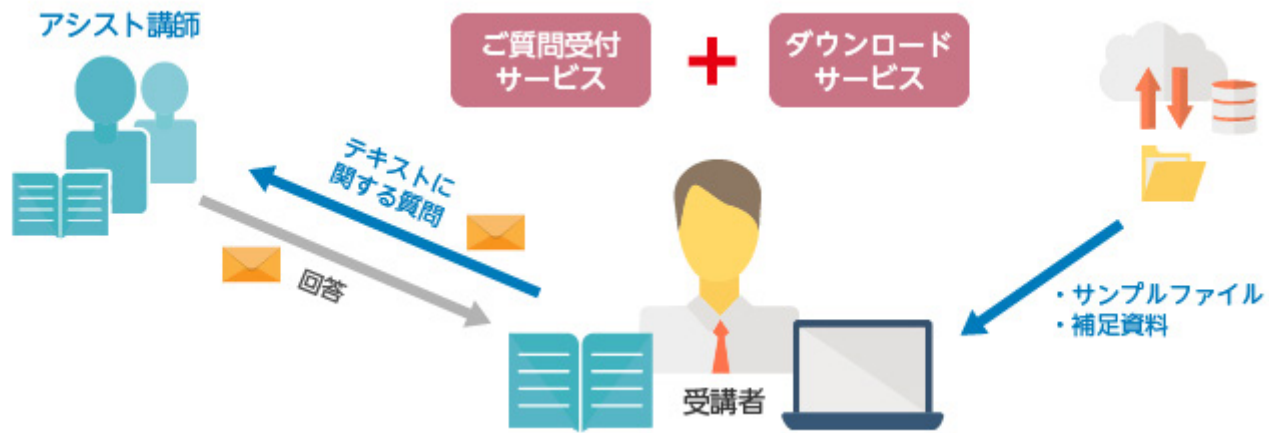 アシスト講師
ご質問受付
サービス
+
ダウンロード
サービス
テキストに
関する質問
回答
・サンプルファイル
・補足資料
受講者